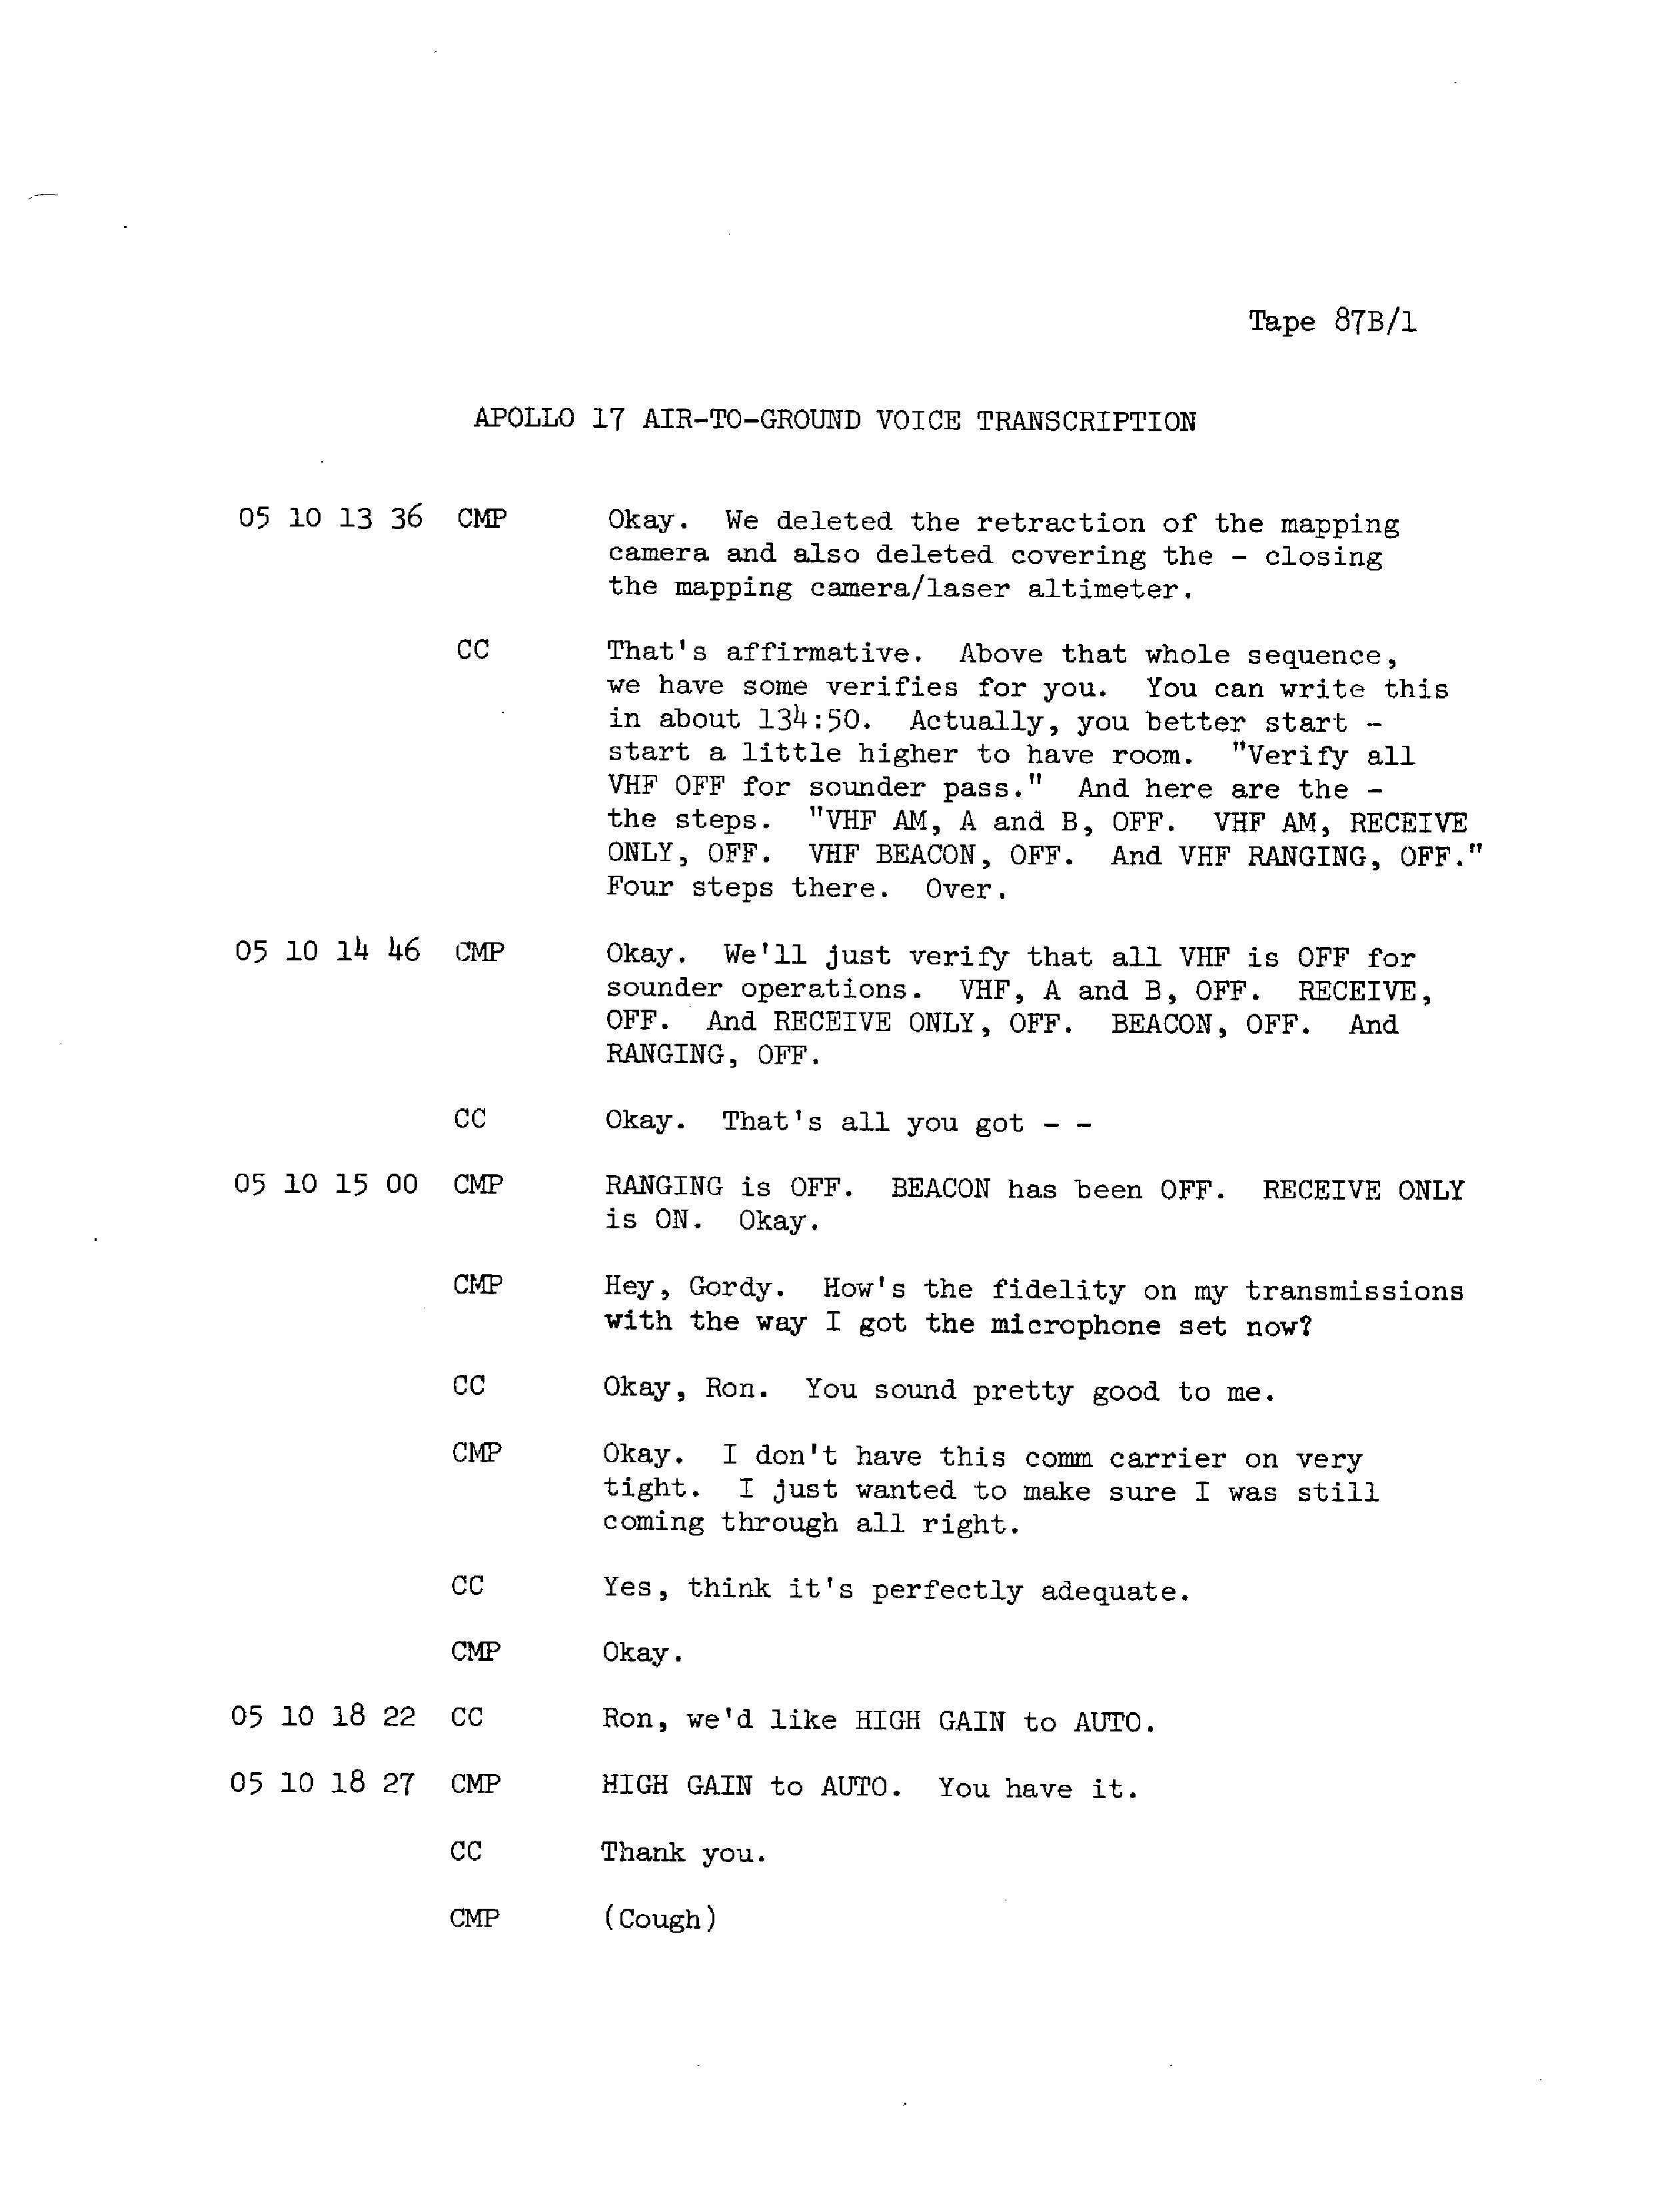 Tape 87B/1
APOLLO 17 AIR-TO-GROUND VOICE TRANSCRIPTION
05 10 13 36 CMP Okay. We deleted the retraction of the mapping
camera and also deleted covering the - closing
the mapping camera/laser altimeter.
CC That's affirmative. Above that whole sequence,
we have some verifies for you. You can write this
in about 134:50. Actually, you better start -
start a little higher to have room. "Verify all
VHF OFF for sounder pass." And here are the -
the steps. "VHF AM, A and B, OFF. VHF AM, RECEIVE
ONLY, OFF. VHF BEACON, OFF. And VHF RANGING, OFF."
Four steps there. Over.
05 10 14 46 CMP Okay. We'll just verify that all VHF is OFF for
sounder operations. VHF, A and B, OFF. RECEIVE,
OFF. And RECEIVE ONLY, OFF. BEACON, OFF. And
RANGING, OFF.
CC Okay. That's all you got - -
05 10 15 00 CMP RANGING is OFF. BEACON has been OFF. RECEIVE ONLY
is ON. Okay.
CMP Hey, Gordy. How's the fidelity on my transmissions
with the way I got the microphone set now?
CC Okay, Ron. You sound pretty good to me.
CMP Okay. I don't have this comm carrier on very
tight. I just wanted to make sure I was still
coming through all right.
CC Yes, think it's perfectly adequate.
CMP Okay.
05 10 18 22 CC Ron, we'd like HIGH GAIN to AUTO.
05 10 18 27 CMP HIGH GAIN to AUTO. You have it.
CC Thank you.
CMP (Cough)